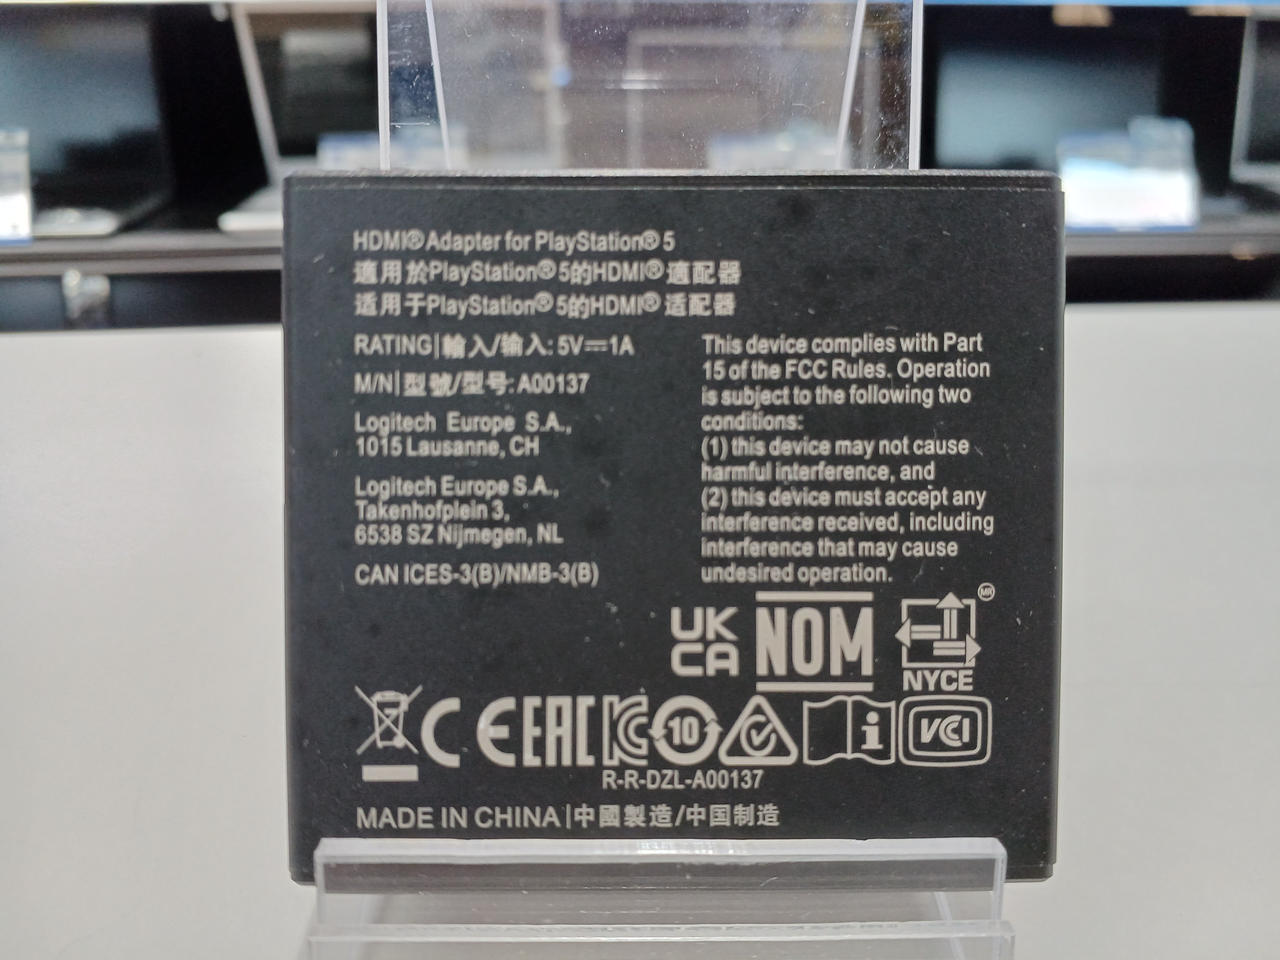 HDMI® Adapter for PlayStation® 5
適用於PlayStation® 5的HDMI® 適配器
适用于PlayStation® 5的HDMI® 适配器
RATING|輸入/输入: 5V⎓1A
M/N|型號/型号: A00137
Logitech Europe S.A.,
1015 Lausanne, CH
Logitech Europe S.A.,
Takenhofplein 3,
6538 SZ Nijmegen, NL
CAN ICES-3(B)/NMB-3(B)
This device complies with Part
15 of the FCC Rules. Operation
is subject to the following two
conditions:
(1) this device may not cause
harmful interference, and
(2) this device must accept any
interference received, including
interference that may cause
undesired operation.
UK
CA
NOM
MR
NYCE
CE EAC KC 10 i VCCI
R-R-DZL-A00137
MADE IN CHINA|中國製造/中国制造